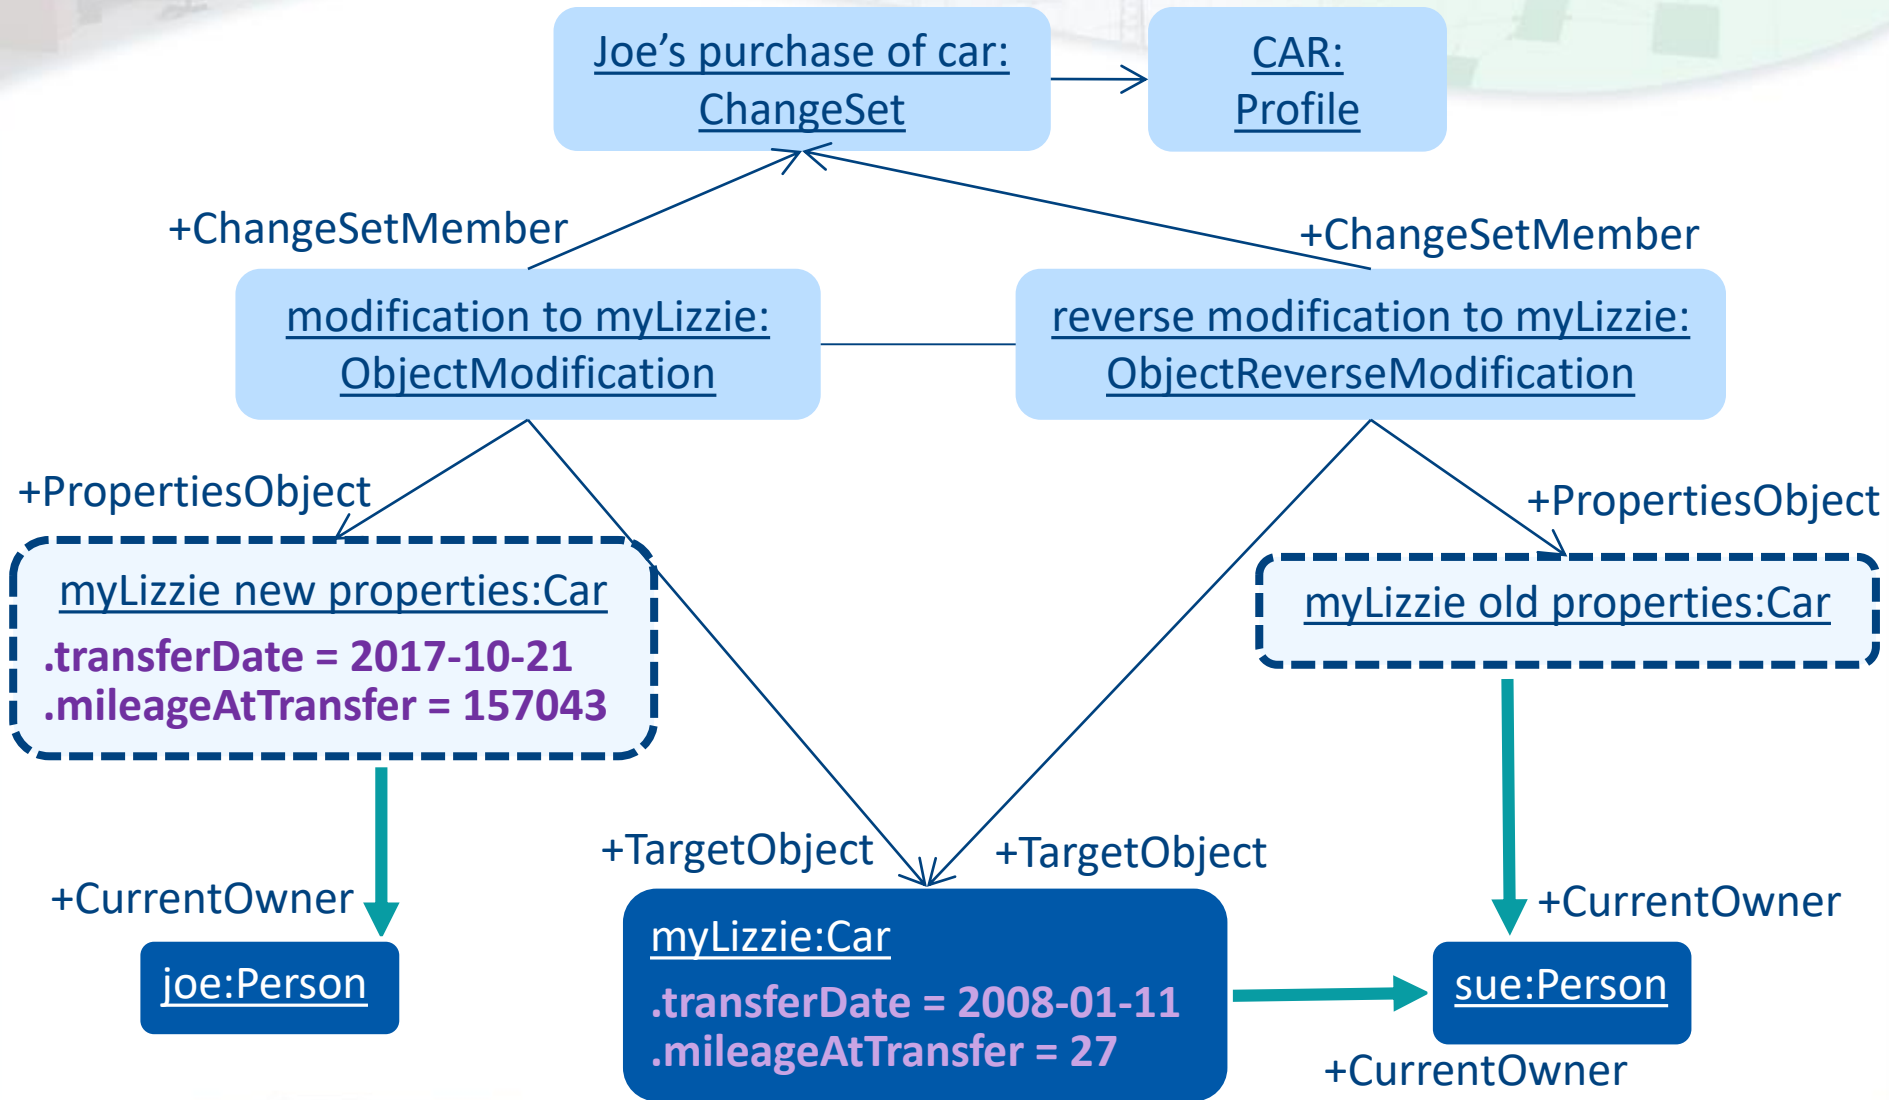 Joe’s purchase of car:
ChangeSet
CAR:
Profile
+ChangeSetMember
+ChangeSetMember
modification to myLizzie:
ObjectModification
reverse modification to myLizzie:
ObjectReverseModification
+PropertiesObject
+PropertiesObject
myLizzie new properties:Car
.transferDate = 2017-10-21
.mileageAtTransfer = 157043
myLizzie old properties:Car
+TargetObject
+TargetObject
+CurrentOwner
+CurrentOwner
joe:Person
myLizzie:Car
.transferDate = 2008-01-11
.mileageAtTransfer = 27
sue:Person
+CurrentOwner